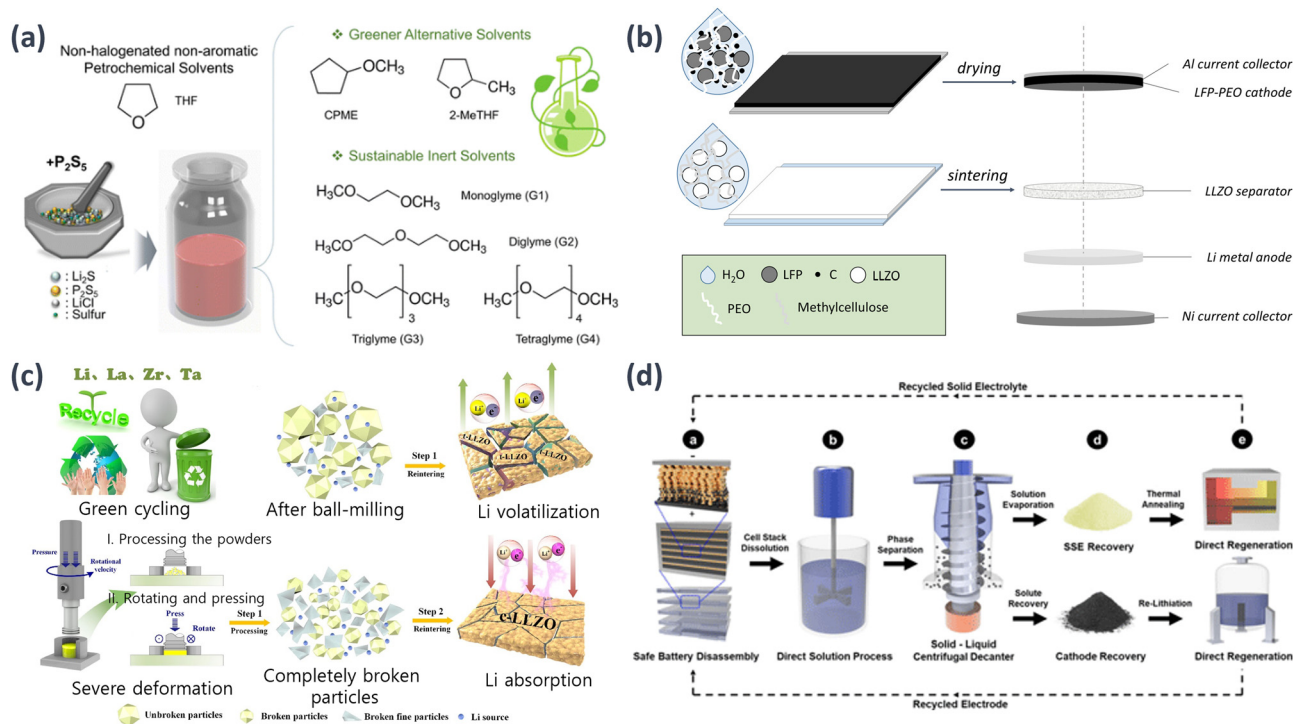 (a)
Non-halogenated non-aromatic
Petrochemical Solvents
THF
O
+P2S5
: Li2S
: P2S5
: LiCl
: Sulfur
❖ Greener Alternative Solvents
OCH3
CPME
O
CH3
2-MeTHF
❖ Sustainable Inert Solvents
H3CO
OCH3
Monoglyme (G1)
H3CO
O
OCH3
Diglyme (G2)
H3C
O
OCH3
3
Triglyme (G3)
H3C
O
OCH3
4
Tetraglyme (G4)
(b)
drying
Al current collector
LFP-PEO cathode
sintering
LLZO separator
Li metal anode
Ni current collector
H2O
LFP
C
LLZO
PEO
Methylcellulose
(c)
Li、La、Zr、Ta
Recycle
Green cycling
After ball-milling
Step 1
Reintering
Li+
e-
Li+
e-
t-LLZO
t-LLZO
t-LLZO
Li volatilization
Pressure
Rotational
velocity
I. Processing the powders
II. Rotating and pressing
Press
Rotate
Severe deformation
Step 1
Processing
Completely broken
particles
Step 2
Reintering
Li+
e-
Li+
e-
c-LLZO
Li absorption
Unbroken particles
Broken particles
Broken fine particles
Li source
(d)
Recycled Solid Electrolyte
a
b
c
d
e
+
Safe Battery Disassembly
Cell Stack
Dissolution
Direct Solution Process
Phase
Separation
Solid - Liquid
Centrifugal Decanter
Solution
Evaporation
SSE Recovery
Thermal
Annealing
Direct Regeneration
Solute
Recovery
Cathode Recovery
Re-Lithiation
Direct Regeneration
Recycled Electrode